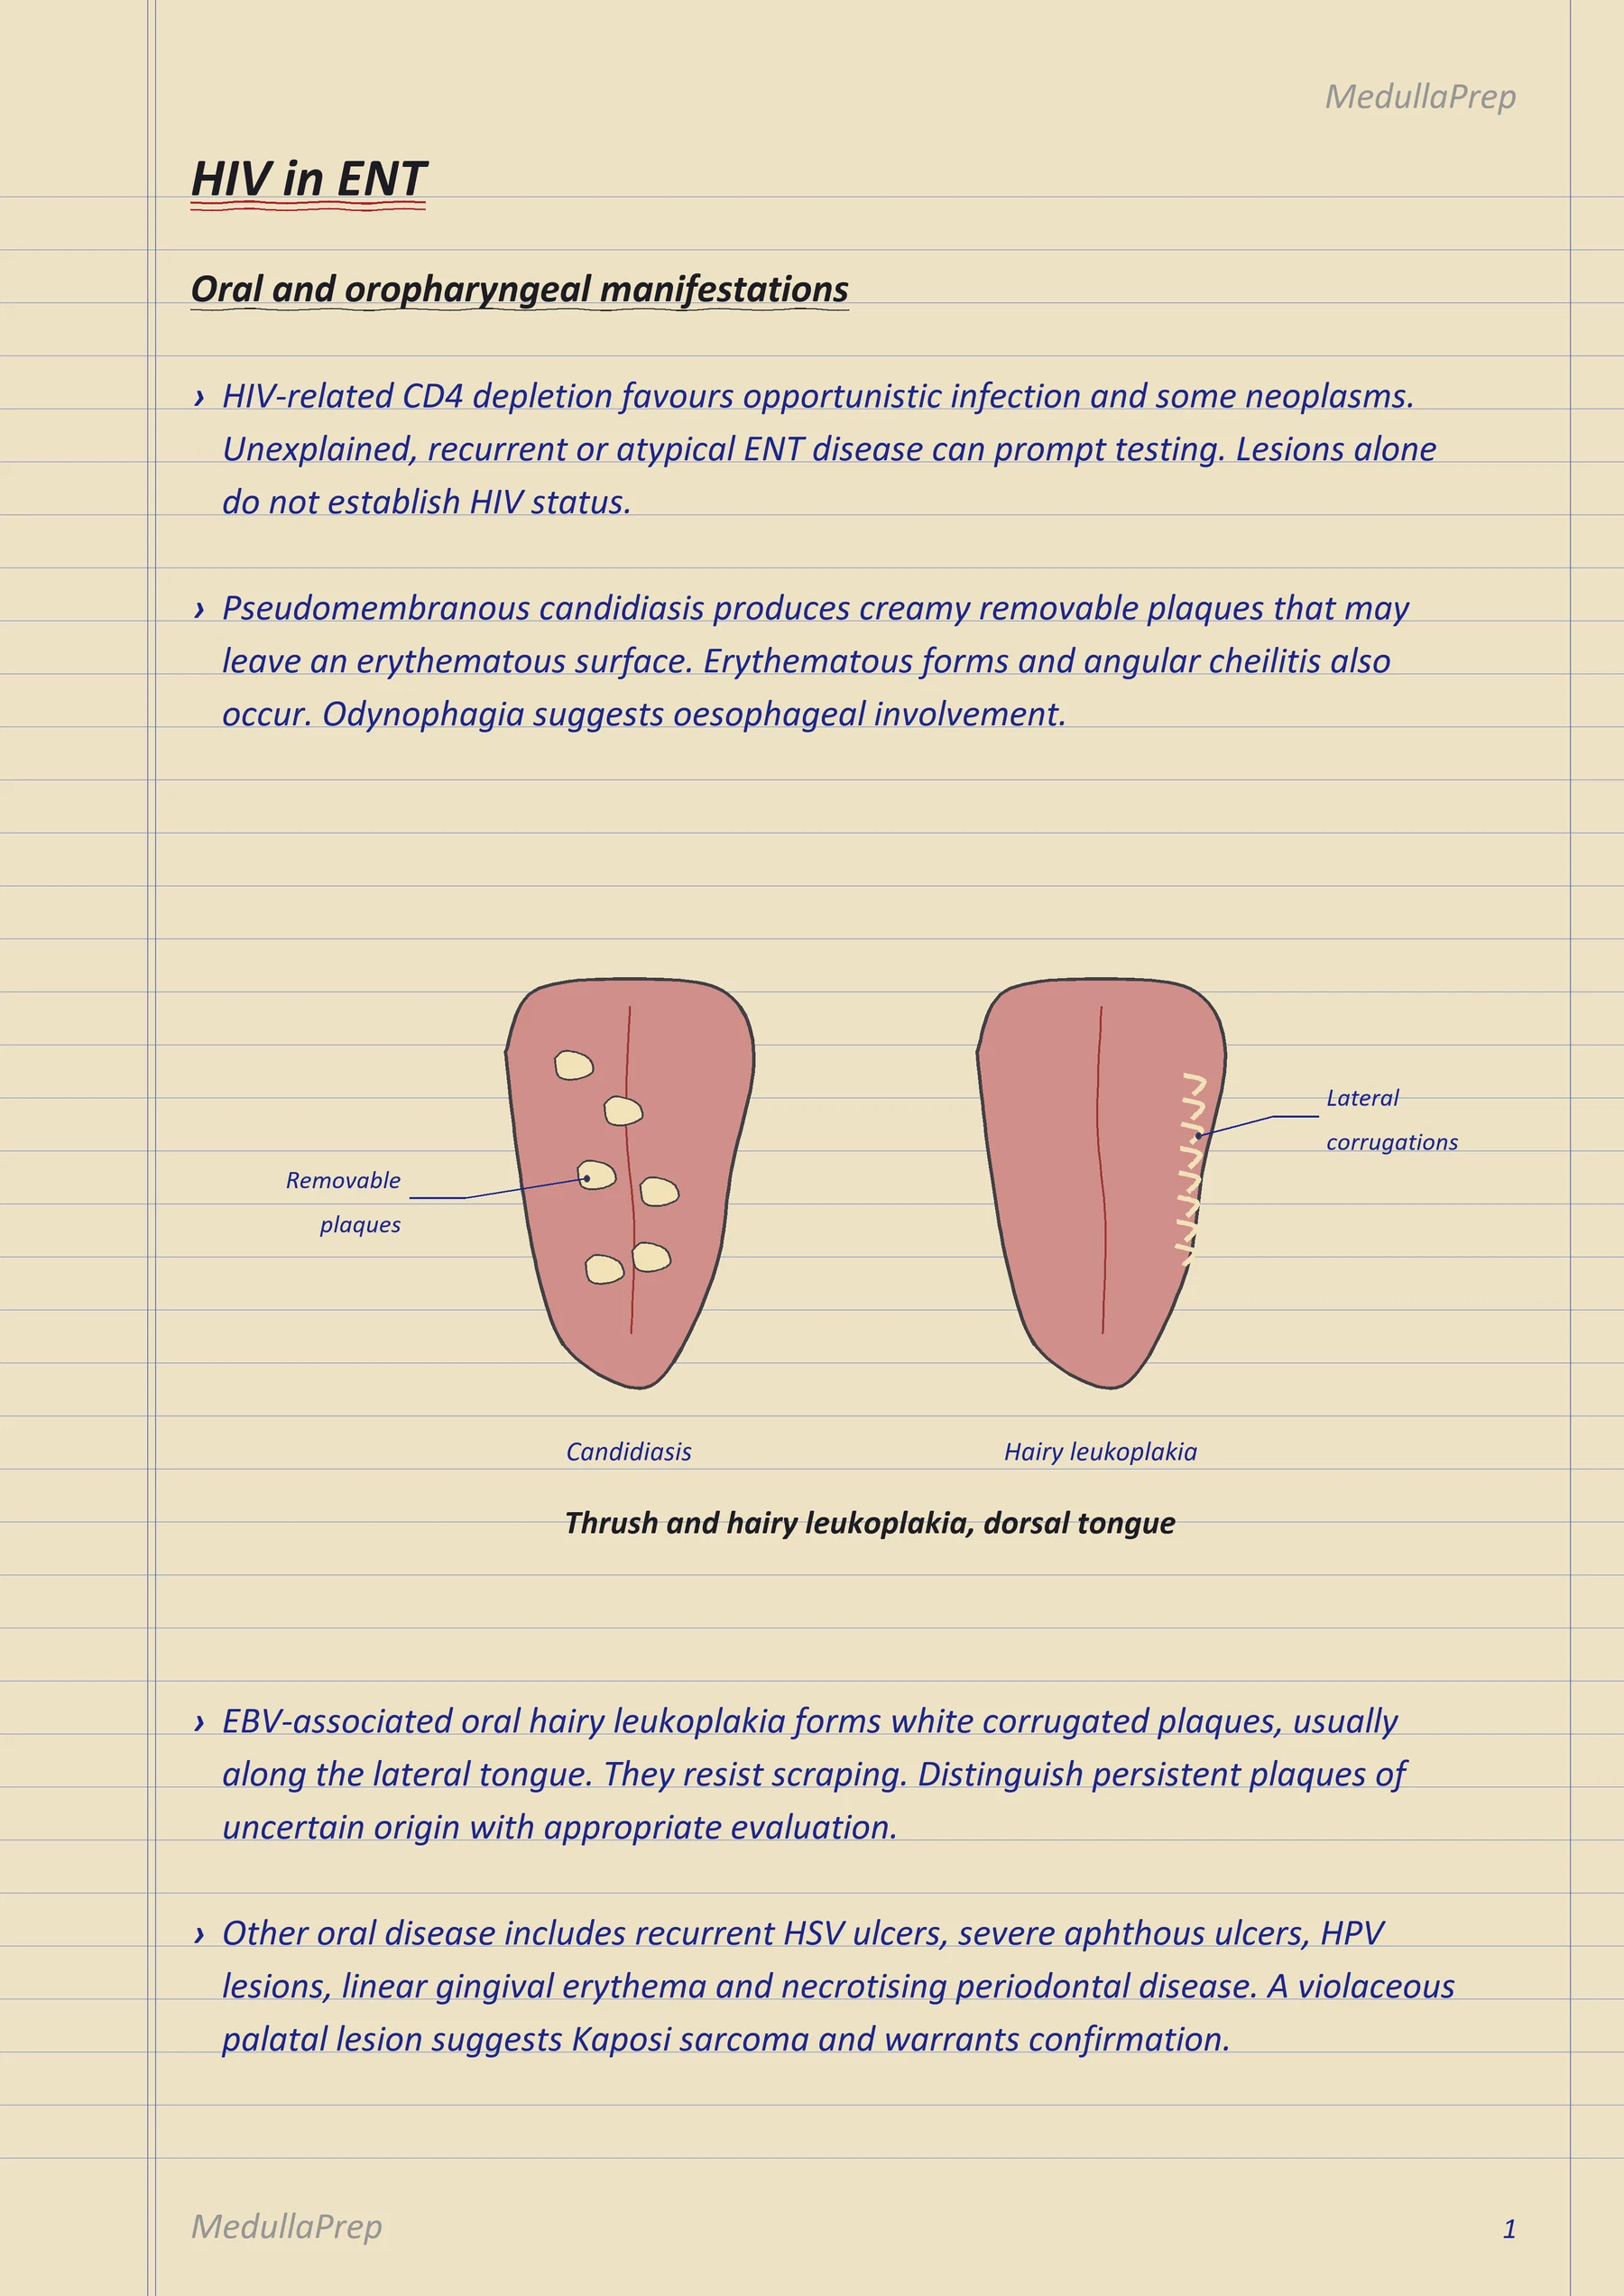 MedullaPrep
HIV in ENT
Oral and oropharyngeal manifestations
› HIV-related CD4 depletion favours opportunistic infection and some neoplasms.
Unexplained, recurrent or atypical ENT disease can prompt testing. Lesions alone
do not establish HIV status.
› Pseudomembranous candidiasis produces creamy removable plaques that may
leave an erythematous surface. Erythematous forms and angular cheilitis also
occur. Odynophagia suggests oesophageal involvement.
Removable
plaques
Lateral
corrugations
Candidiasis
Hairy leukoplakia
Thrush and hairy leukoplakia, dorsal tongue
› EBV-associated oral hairy leukoplakia forms white corrugated plaques, usually
along the lateral tongue. They resist scraping. Distinguish persistent plaques of
uncertain origin with appropriate evaluation.
› Other oral disease includes recurrent HSV ulcers, severe aphthous ulcers, HPV
lesions, linear gingival erythema and necrotising periodontal disease. A violaceous
palatal lesion suggests Kaposi sarcoma and warrants confirmation.
MedullaPrep
1